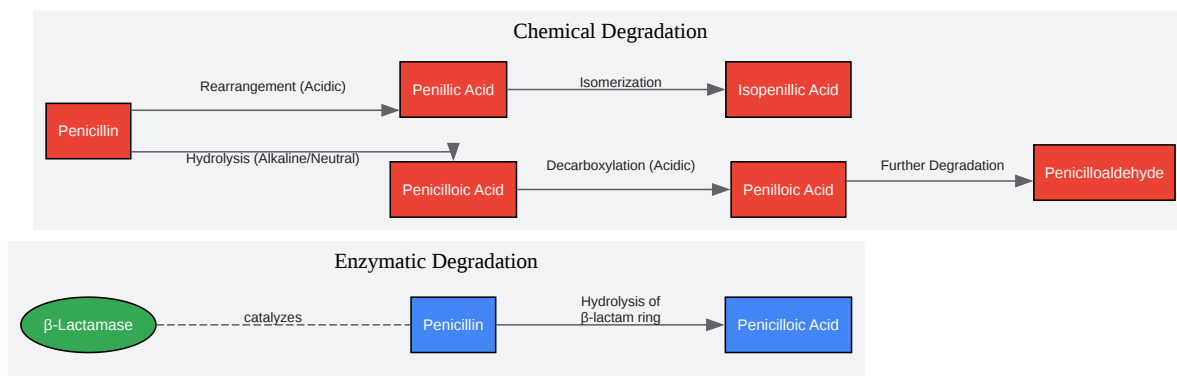 Chemical Degradation
Rearrangement (Acidic)
Penillic Acid
Isomerization
Isopenillic Acid
Penicillin
Hydrolysis (Alkaline/Neutral)
Penicilloic Acid
Decarboxylation (Acidic)
Penilloic Acid
Further Degradation
Penicilloaldehyde
Enzymatic Degradation
β-Lactamase
catalyzes
Penicillin
Hydrolysis of
β-lactam ring
Penicilloic Acid